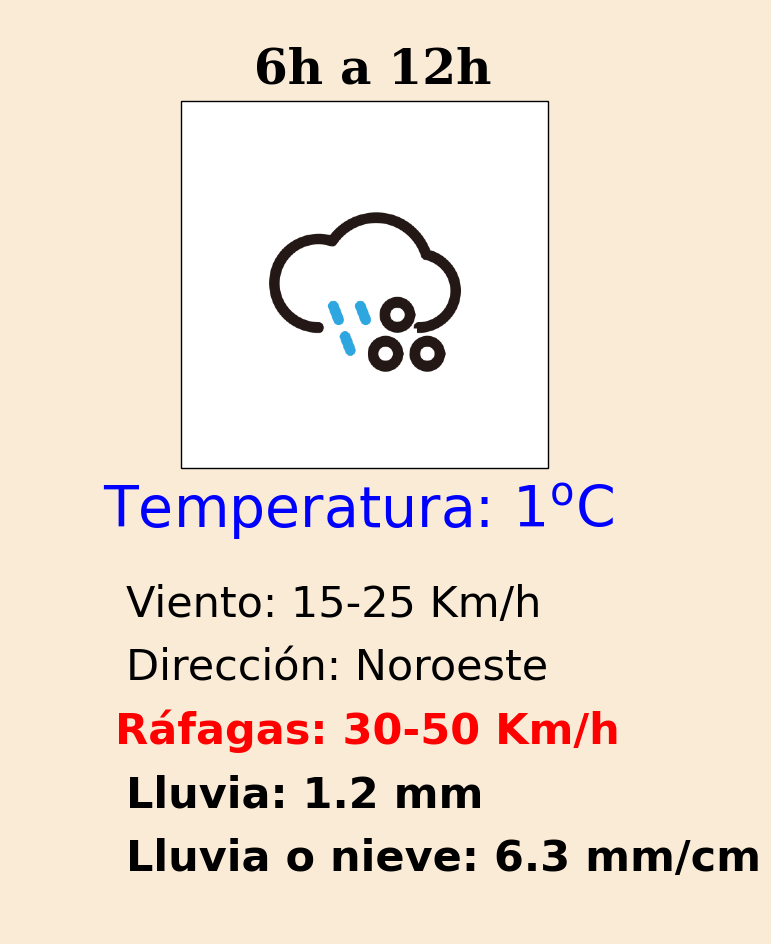 6h a 12h
Temperatura: 1ºC
Viento: 15-25 Km/h
Dirección: Noroeste
Ráfagas: 30-50 Km/h
Lluvia: 1.2 mm
Lluvia o nieve: 6.3 mm/cm